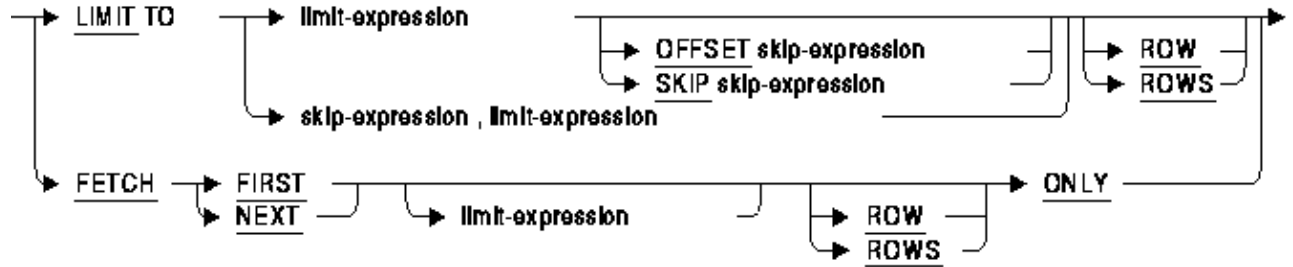 LIMIT TO limit-expression
OFFSET skip-expression ROW
SKIP skip-expression ROWS
skip-expression , limit-expression
FETCH FIRST ONLY
NEXT limit-expression ROW
ROWS